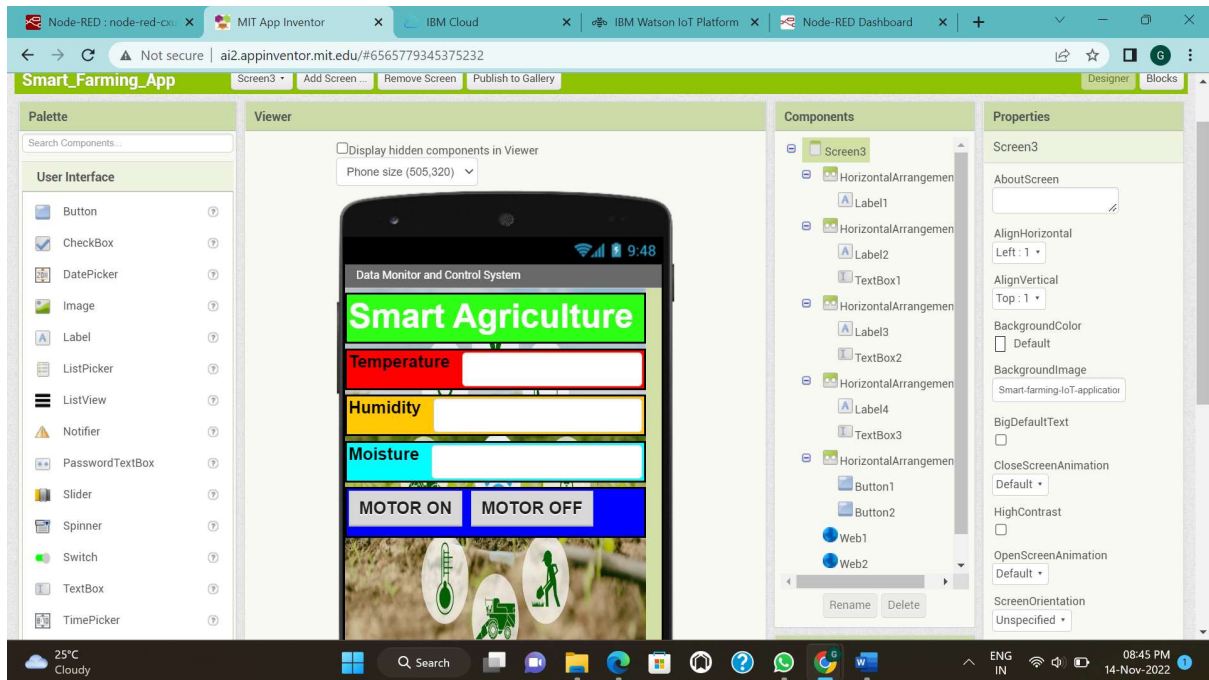 Node-RED : node-red-cxu
MIT App Inventor
IBM Cloud
IBM Watson IoT Platform
Node-RED Dashboard
Not secure
ai2.appinventor.mit.edu/#6565779345375232
G
Smart_Farming_App
Screen3
Add Screen ...
Remove Screen
Publish to Gallery
Designer
Blocks
Palette
Search Components...
User Interface
Button
CheckBox
DatePicker
Image
Label
ListPicker
ListView
Notifier
PasswordTextBox
Slider
Spinner
Switch
TextBox
TimePicker
Viewer
Display hidden components in Viewer
Phone size (505,320)
9:48
Data Monitor and Control System
Smart Agriculture
Temperature
Humidity
Moisture
MOTOR ON
MOTOR OFF
Components
Screen3
HorizontalArrangemen
Label1
HorizontalArrangemen
Label2
TextBox1
HorizontalArrangemen
Label3
TextBox2
HorizontalArrangemen
Label4
TextBox3
HorizontalArrangemen
Button1
Button2
Web1
Web2
Rename
Delete
Properties
Screen3
AboutScreen
AlignHorizontal
Left : 1
AlignVertical
Top : 1
BackgroundColor
Default
BackgroundImage
Smart-farming-IoT-application
BigDefaultText
CloseScreenAnimation
Default
HighContrast
OpenScreenAnimation
Default
ScreenOrientation
Unspecified
25°C
Cloudy
Search
ENG
IN
08:45 PM
14-Nov-2022
1